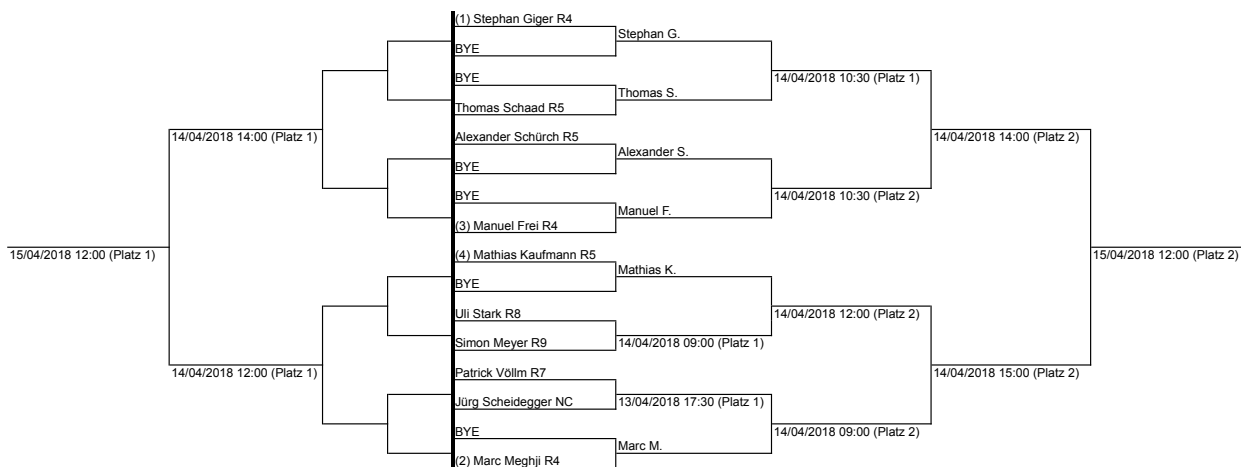 (1) Stephan Giger R4
Stephan G.
BYE
14/04/2018 10:30 (Platz 1)
BYE
Thomas S.
Thomas Schaad R5
14/04/2018 14:00 (Platz 1)
14/04/2018 14:00 (Platz 2)
Alexander Schürch R5
Alexander S.
BYE
14/04/2018 10:30 (Platz 2)
BYE
Manuel F.
(3) Manuel Frei R4
15/04/2018 12:00 (Platz 1)
(4) Mathias Kaufmann R5
15/04/2018 12:00 (Platz 2)
Mathias K.
BYE
Uli Stark R8
14/04/2018 12:00 (Platz 2)
Simon Meyer R9
14/04/2018 09:00 (Platz 1)
14/04/2018 12:00 (Platz 1)
Patrick Völlm R7
14/04/2018 15:00 (Platz 2)
Jürg Scheidegger NC
13/04/2018 17:30 (Platz 1)
BYE
14/04/2018 09:00 (Platz 2)
Marc M.
(2) Marc Meghji R4